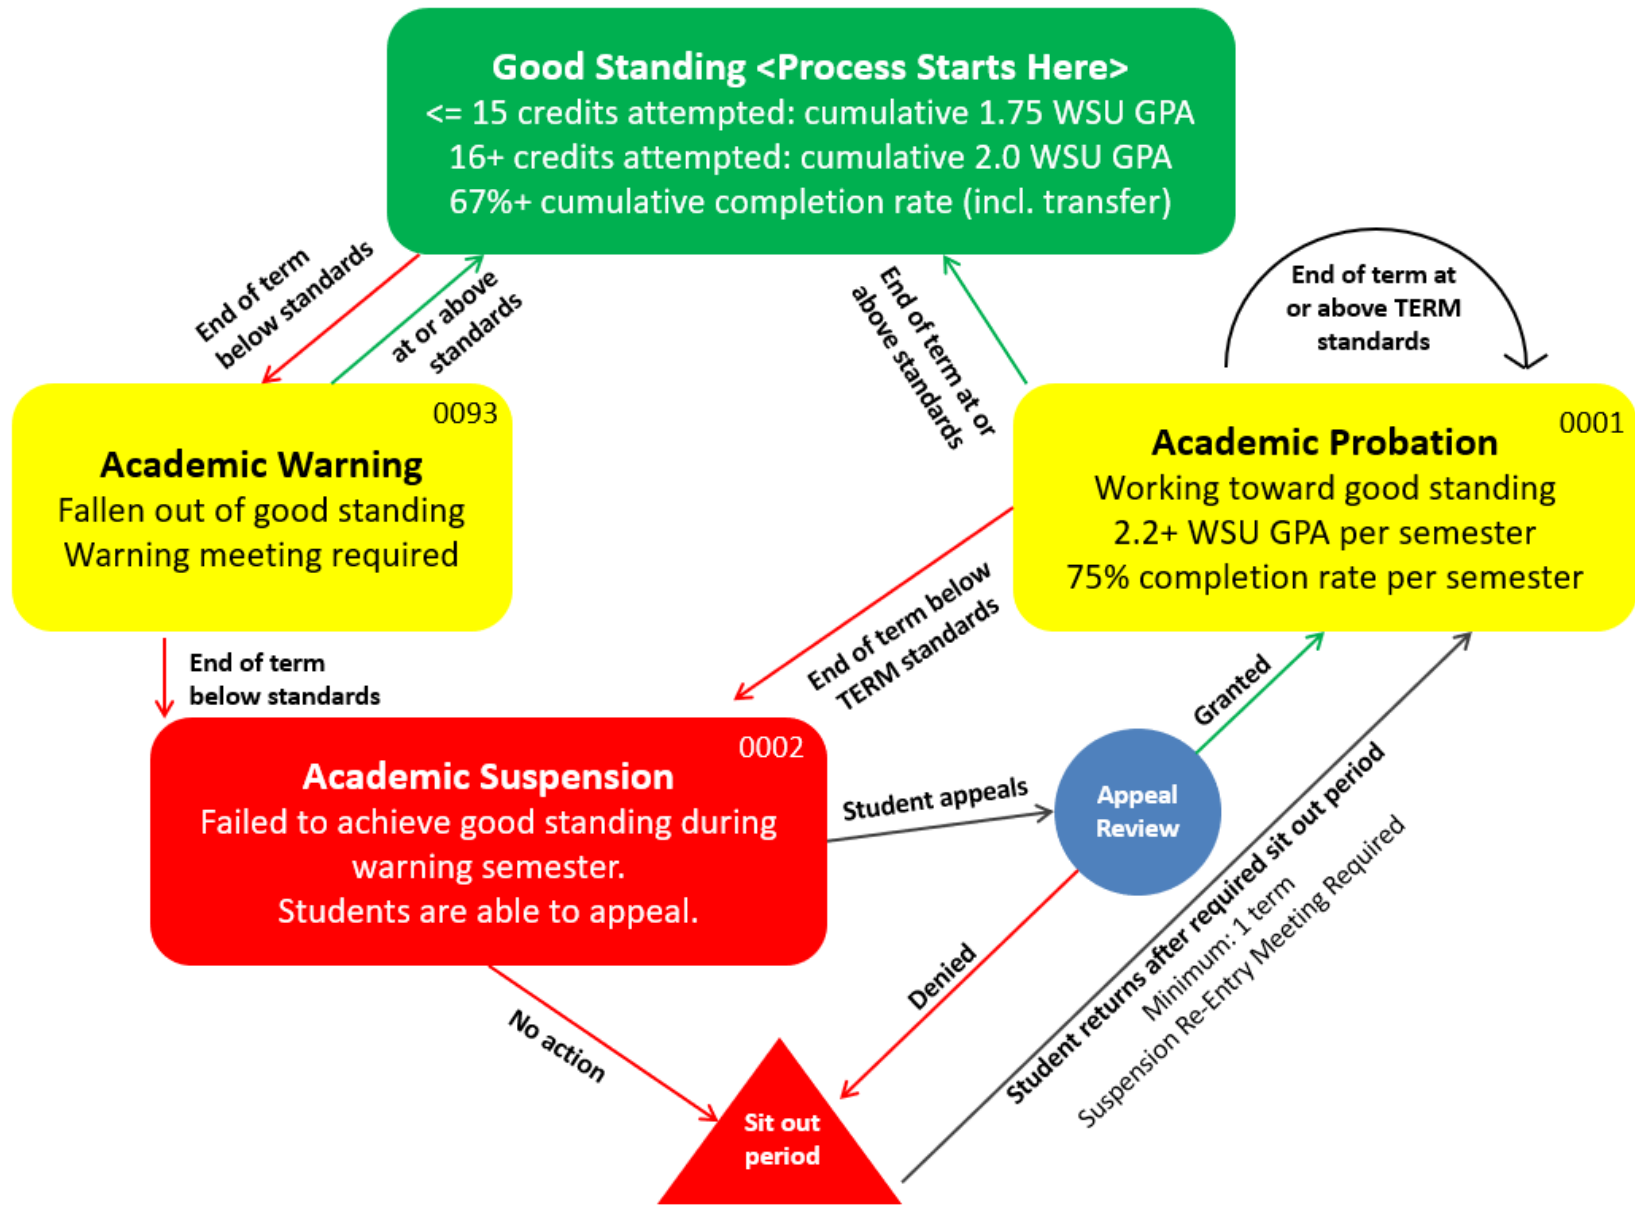 Good Standing <Process Starts Here>
<= 15 credits attempted: cumulative 1.75 WSU GPA
16+ credits attempted: cumulative 2.0 WSU GPA
67%+ cumulative completion rate (incl. transfer)
End of term
below standards
at or above
standards
End of term at or
above standards
End of term at
or above TERM
standards
0093
Academic Warning
Fallen out of good standing
Warning meeting required
0001
Academic Probation
Working toward good standing
2.2+ WSU GPA per semester
75% completion rate per semester
End of term
below standards
End of term below
TERM standards
0002
Academic Suspension
Failed to achieve good standing during
warning semester.
Students are able to appeal.
Student appeals
Appeal
Review
Granted
Denied
No action
Sit out
period
Student returns after required sit out period
Minimum: 1 term
Suspension Re-Entry Meeting Required